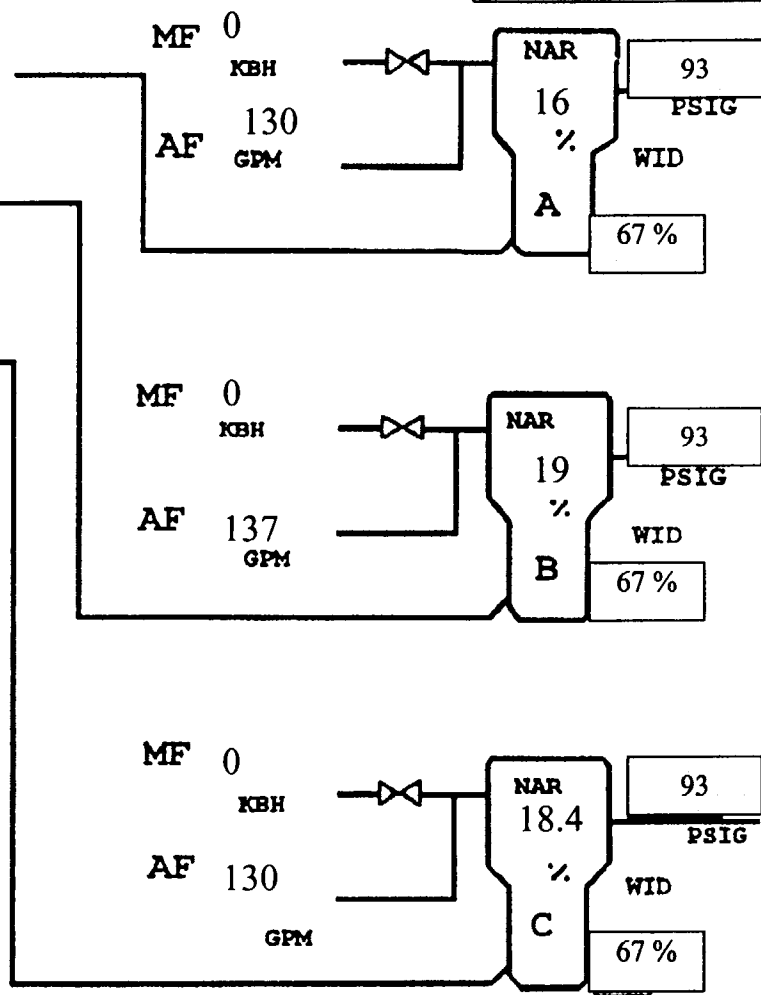 MF 0
KBH
AF 130
GPM
NAR
16
%
A
93
PSIG
WID
67 %
MF 0
KBH
AF 137
GPM
NAR
19
%
B
93
PSIG
WID
67 %
MF 0
KBH
AF 130
GPM
NAR
18.4
%
C
93
PSIG
WID
67 %